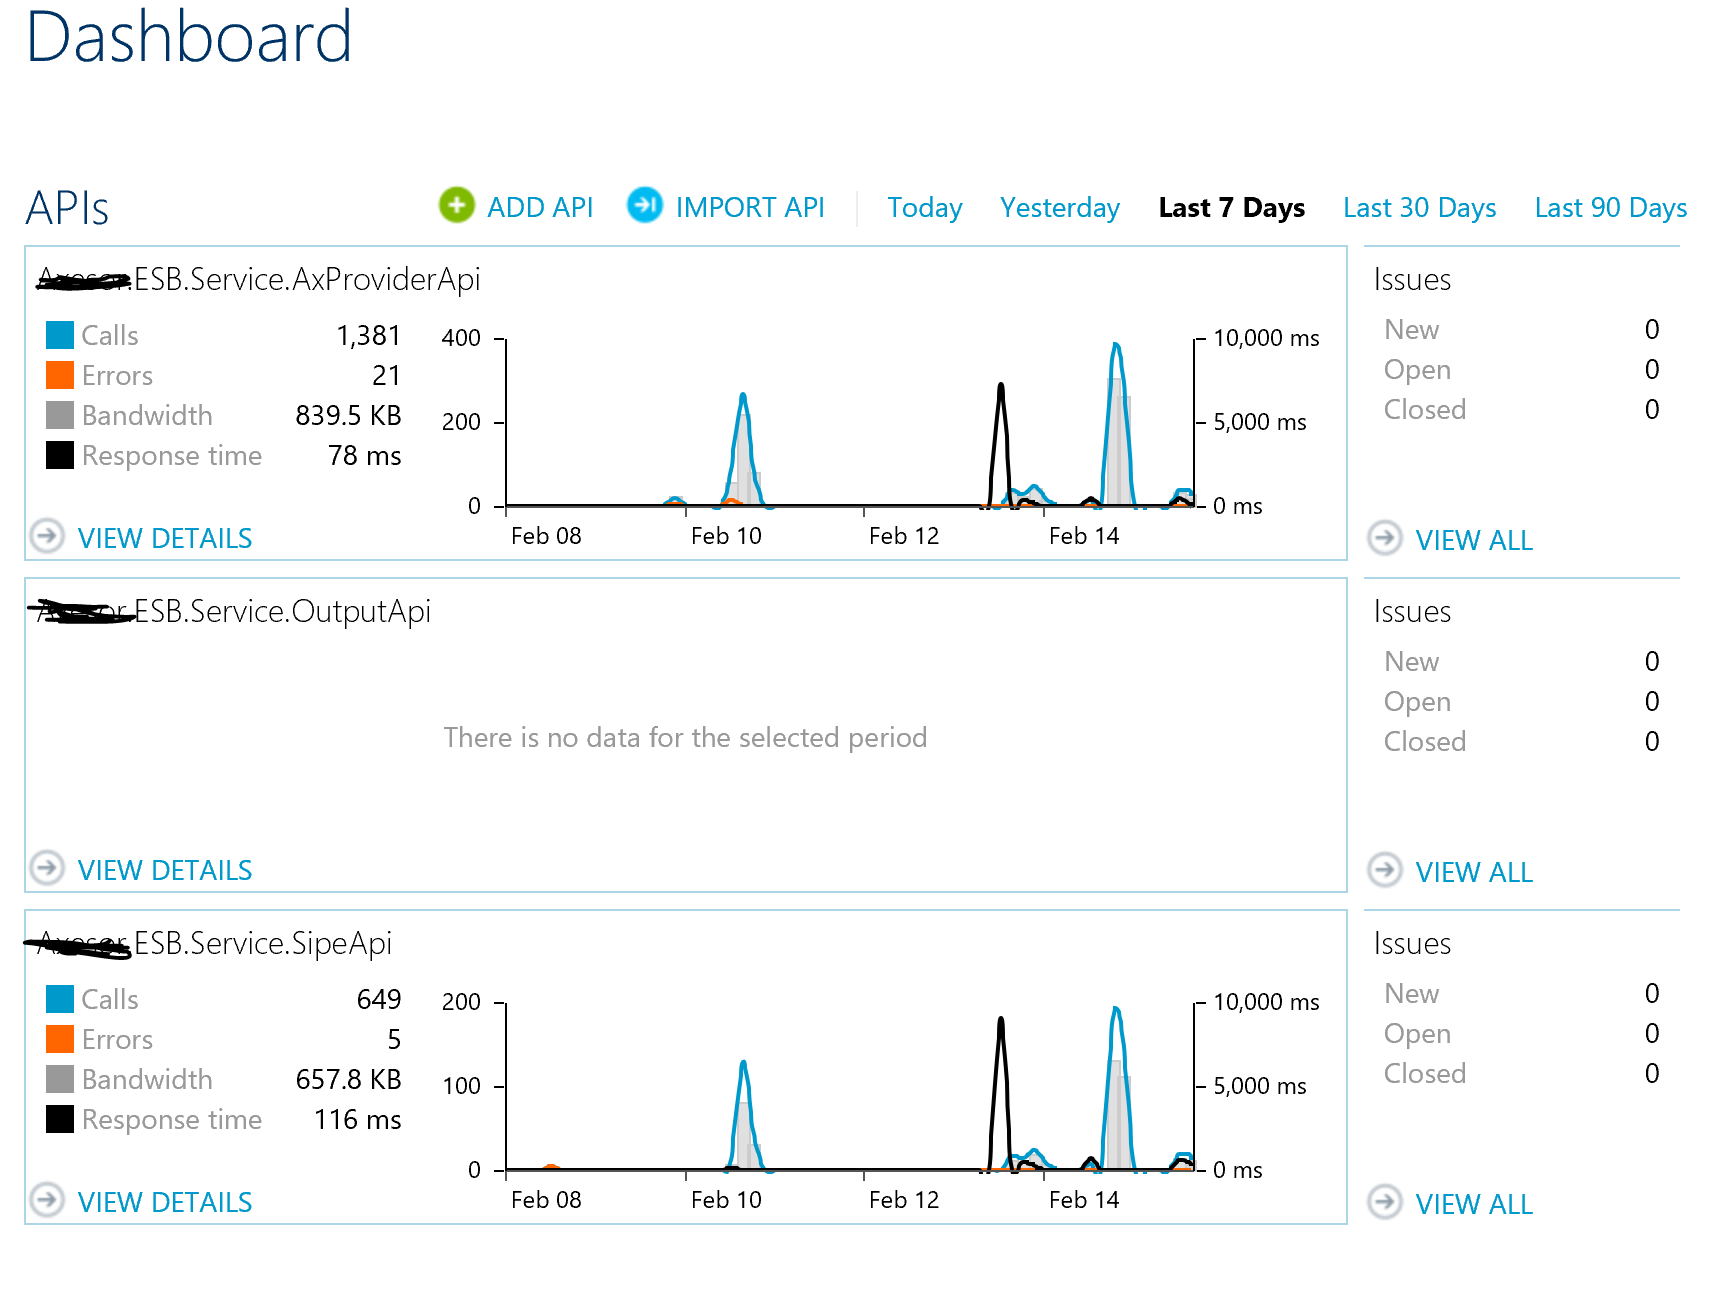 Dashboard
APIs
ADD API
IMPORT API
Today
Yesterday
Last 7 Days
Last 30 Days
Last 90 Days
.ESB.Service.AxProviderApi
Calls 1,381
Errors 21
Bandwidth 839.5 KB
Response time 78 ms
400
200
0
10,000 ms
5,000 ms
0 ms
Feb 08
Feb 10
Feb 12
Feb 14
VIEW DETAILS
Issues
New 0
Open 0
Closed 0
VIEW ALL
.ESB.Service.OutputApi
There is no data for the selected period
VIEW DETAILS
Issues
New 0
Open 0
Closed 0
VIEW ALL
.ESB.Service.SipeApi
Calls 649
Errors 5
Bandwidth 657.8 KB
Response time 116 ms
200
100
0
10,000 ms
5,000 ms
0 ms
Feb 08
Feb 10
Feb 12
Feb 14
VIEW DETAILS
Issues
New 0
Open 0
Closed 0
VIEW ALL